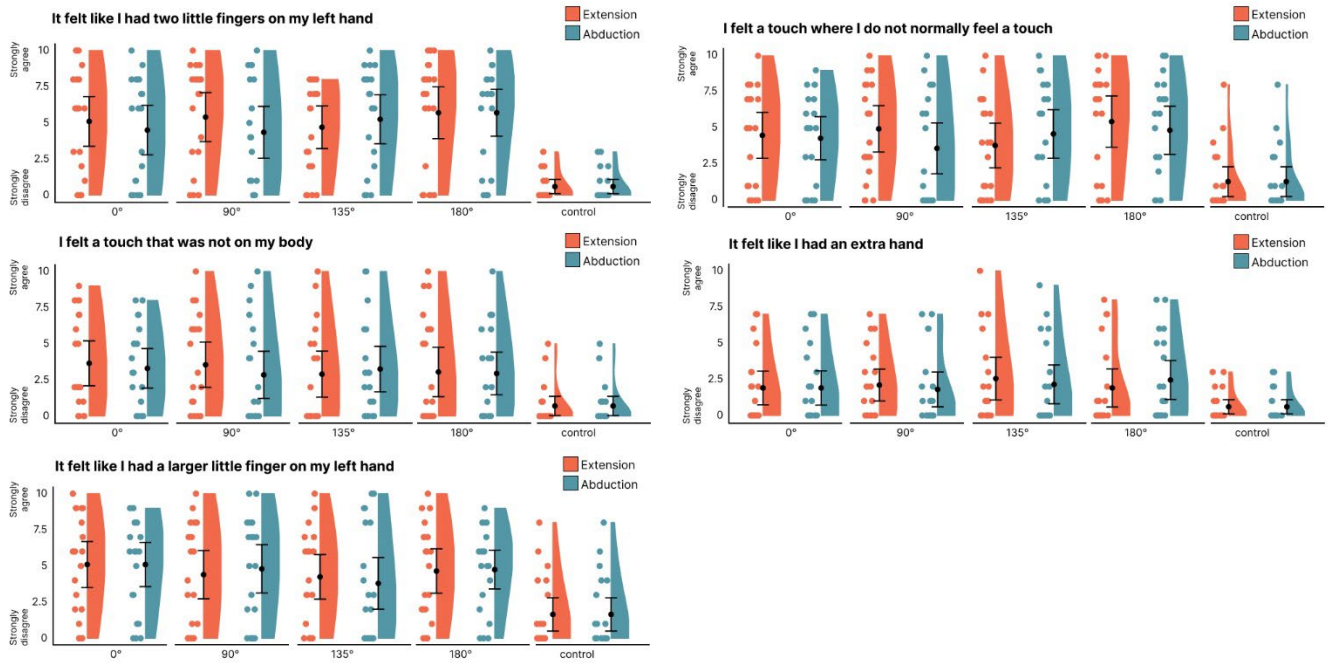 It felt like I had two little fingers on my left hand
Extension
Abduction
Strongly agree
10
7.5
5
2.5
0
Strongly disagree
0° 90° 135° 180° control
I felt a touch where I do not normally feel a touch
Extension
Abduction
Strongly agree
10
7.5
5
2.5
0
Strongly disagree
0° 90° 135° 180° control
I felt a touch that was not on my body
Extension
Abduction
Strongly agree
10
7.5
5
2.5
0
Strongly disagree
0° 90° 135° 180° control
It felt like I had an extra hand
Extension
Abduction
Strongly agree
10
7.5
5
2.5
0
Strongly disagree
0° 90° 135° 180° control
It felt like I had a larger little finger on my left hand
Extension
Abduction
Strongly agree
10
7.5
5
2.5
0
Strongly disagree
0° 90° 135° 180° control